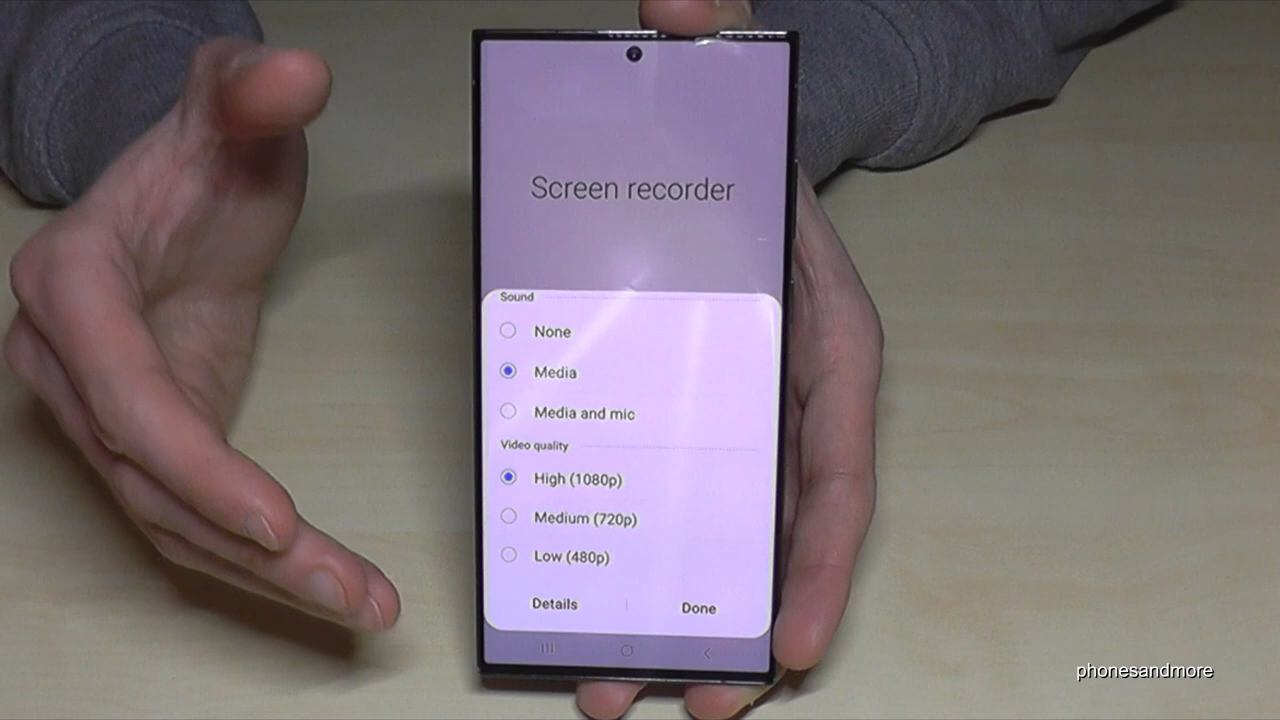 Screen recorder
Sound
None
Media
Media and mic
Video quality
High (1080p)
Medium (720p)
Low (480p)
Details
Done
phonesandmore